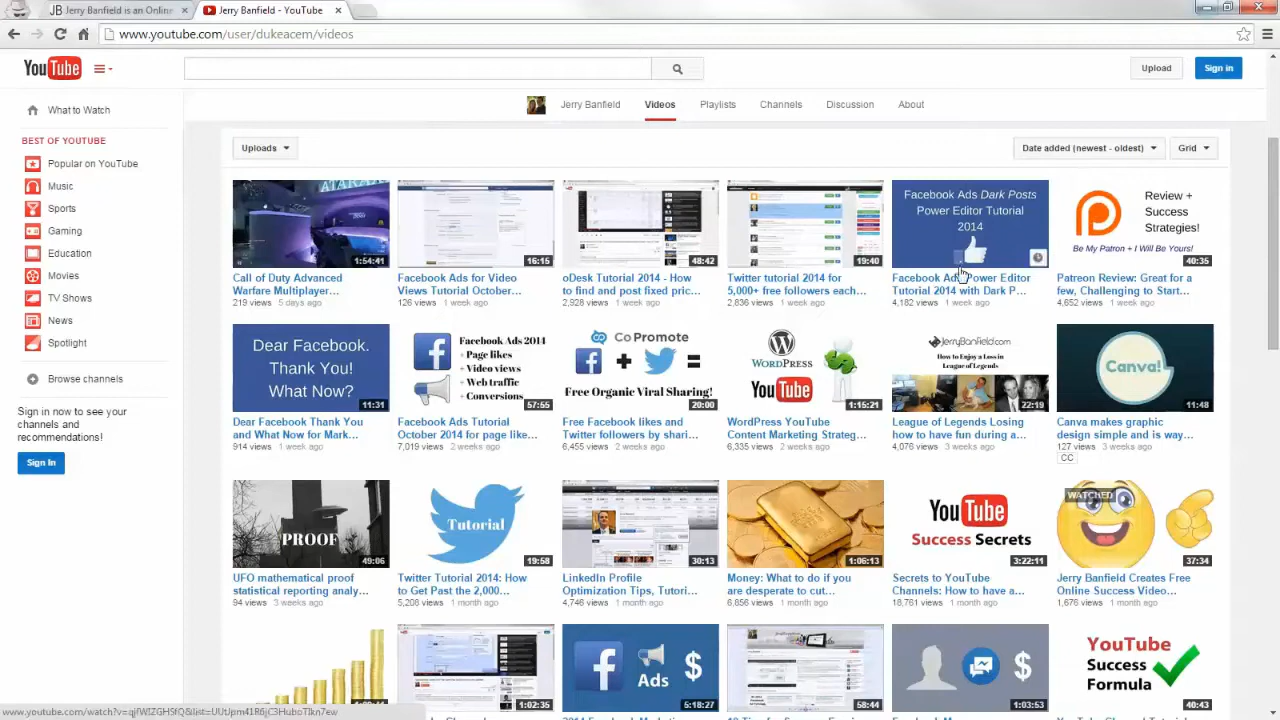 JB Jerry Banfield is an Online
Jerry Banfield - YouTube
www.youtube.com/user/dukeacem/videos
YouTube
Upload
Sign in
What to Watch
BEST OF YOUTUBE
Popular on YouTube
Music
Sports
Gaming
Education
Movies
TV Shows
News
Spotlight
Browse channels
Sign in now to see your
channels and
recommendations!
Sign In
Jerry Banfield
Videos
Playlists
Channels
Discussion
About
Uploads
Date added (newest - oldest)
Grid
1:54:41
Call of Duty Advanced
Warfare Multiplayer...
219 views 5 days ago
16:15
Facebook Ads for Video
Views Tutorial October...
126 views 1 week ago
48:42
oDesk Tutorial 2014 - How
to find and post fixed pric...
2,928 views 1 week ago
19:40
Twitter tutorial 2014 for
5,000+ free followers each...
2,836 views 1 week ago
Facebook Ads Dark Posts
Power Editor Tutorial
2014
Facebook Ads Power Editor
Tutorial 2014 with Dark P...
4,182 views 1 week ago
Review +
Success
Strategies!
Be My Patron + I Will Be Yours!
40:35
Patreon Review: Great for a
few, Challenging to Start...
4,652 views 1 week ago
Dear Facebook.
Thank You!
What Now?
11:31
Dear Facebook Thank You
and What Now for Mark...
914 views 1 week ago
Facebook Ads 2014
+ Page likes
+ Video views
+ Web traffic
+ Conversions
57:55
Facebook Ads Tutorial
October 2014 for page like...
7,019 views 2 weeks ago
CoPromote
+ =
Free Organic Viral Sharing!
20:00
Free Facebook likes and
Twitter followers by shari...
6,455 views 2 weeks ago
WORDPRESS
YouTube
1:15:21
WordPress YouTube
Content Marketing Strateg...
6,335 views 2 weeks ago
JerryBanfield.com
How to Enjoy a Loss in
League of Legends
22:19
League of Legends Losing
how to have fun during a...
4,076 views 3 weeks ago
Canva!
11:48
Canva makes graphic
design simple and is way...
127 views 3 weeks ago
CC
PROOF
49:06
UFO mathematical proof
statistical reporting analy...
94 views 3 weeks ago
Tutorial
19:58
Twitter Tutorial 2014: How
to Get Past the 2,000...
5,208 views 1 month ago
30:13
LinkedIn Profile
Optimization Tips, Tutori...
4,746 views 1 month ago
1:06:13
Money: What to do if you
are desperate to cut...
6,856 views 1 month ago
YouTube
Success Secrets
3:22:11
Secrets to YouTube
Channels: How to have a...
18,761 views 1 month ago
WATCHED
37:34
Jerry Banfield Creates Free
Online Success Video...
1,676 views 1 month ago
1:02:35
Ads $
5:18:27
58:44
$
1:03:53
YouTube
Success
Formula
40:43